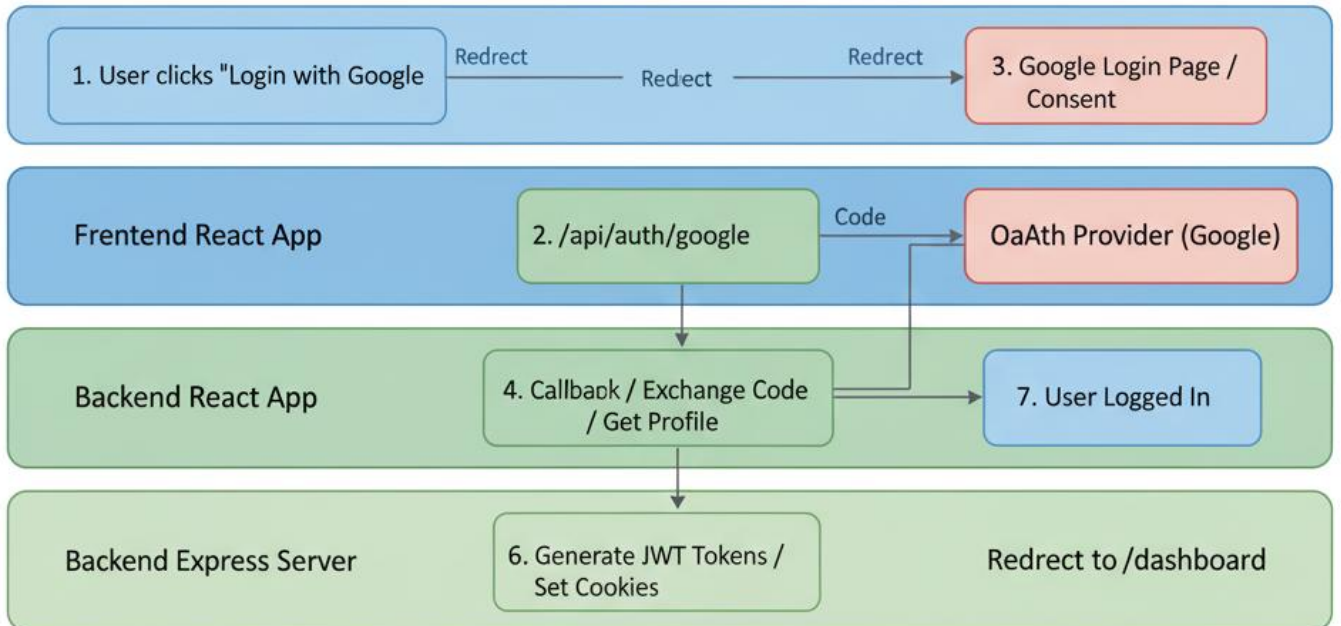 1. User clicks "Login with Google
Redrect
Redect
Redrect
3. Google Login Page /
Consent
Frentend React App
2. /api/auth/google
Code
OaAth Provider (Google)
Backend React App
4. Callback / Exchange Code
/ Get Profile
7. User Logged In
Backend Express Server
6. Generate JWT Tokens /
Set Cookies
Redrect to /dashboard